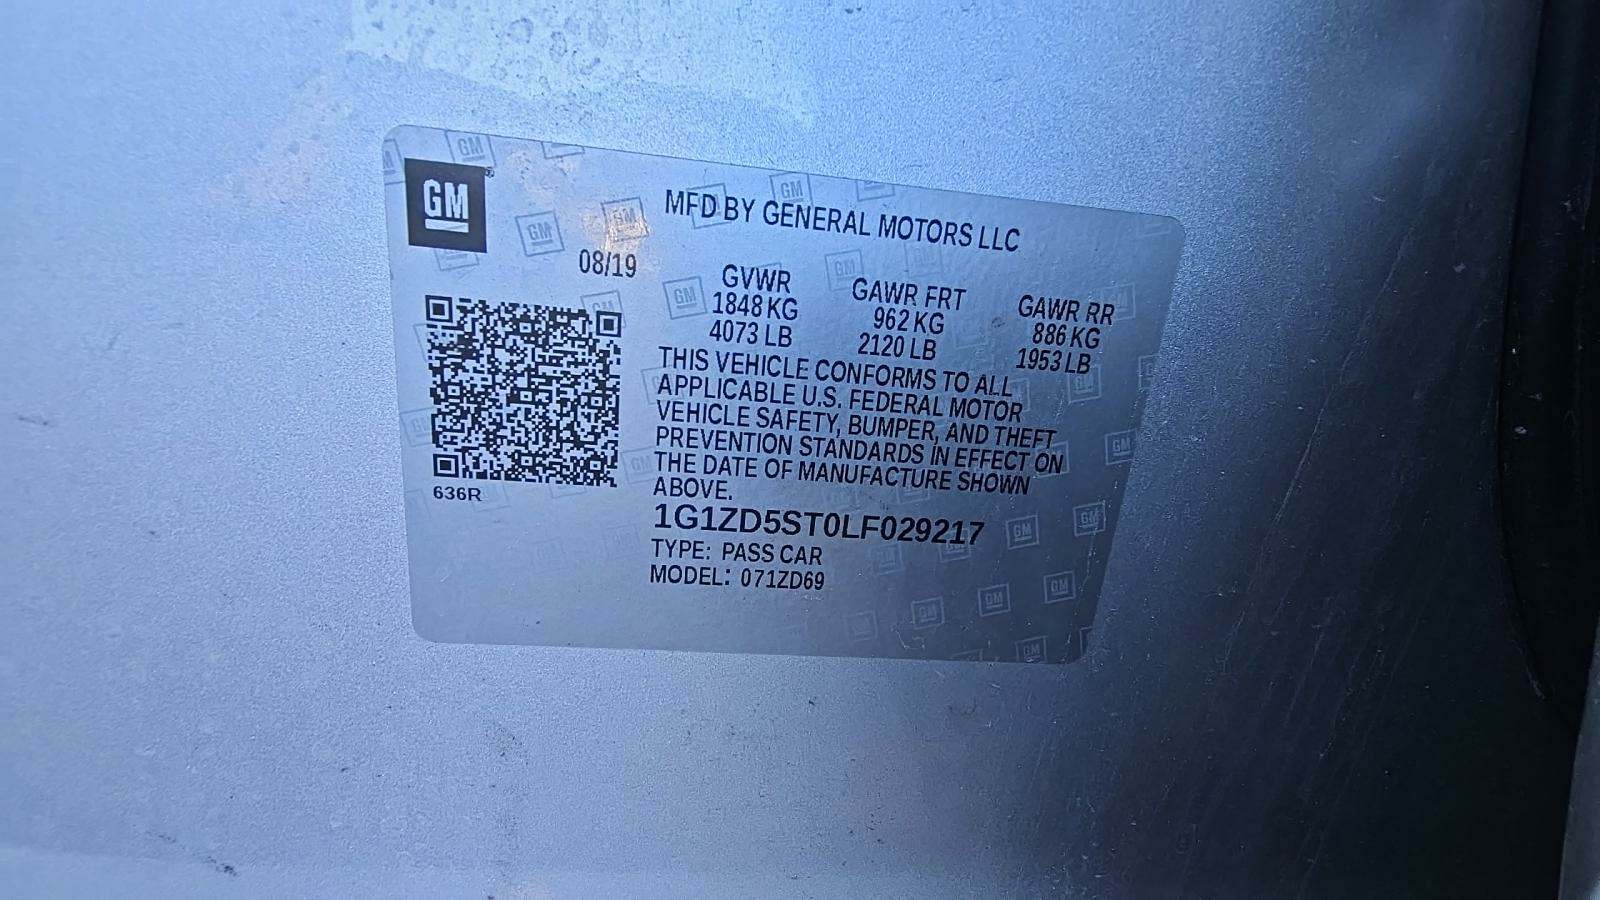 GM
MFD BY GENERAL MOTORS LLC
08/19
GVWR GAWR FRT GAWR RR
1848 KG 962 KG 886 KG
4073 LB 2120 LB 1953 LB
THIS VEHICLE CONFORMS TO ALL
APPLICABLE U.S. FEDERAL MOTOR
VEHICLE SAFETY, BUMPER, AND THEFT
PREVENTION STANDARDS IN EFFECT ON
THE DATE OF MANUFACTURE SHOWN
ABOVE.
636R
1G1ZD5ST0LF029217
TYPE: PASS CAR
MODEL: 071ZD69